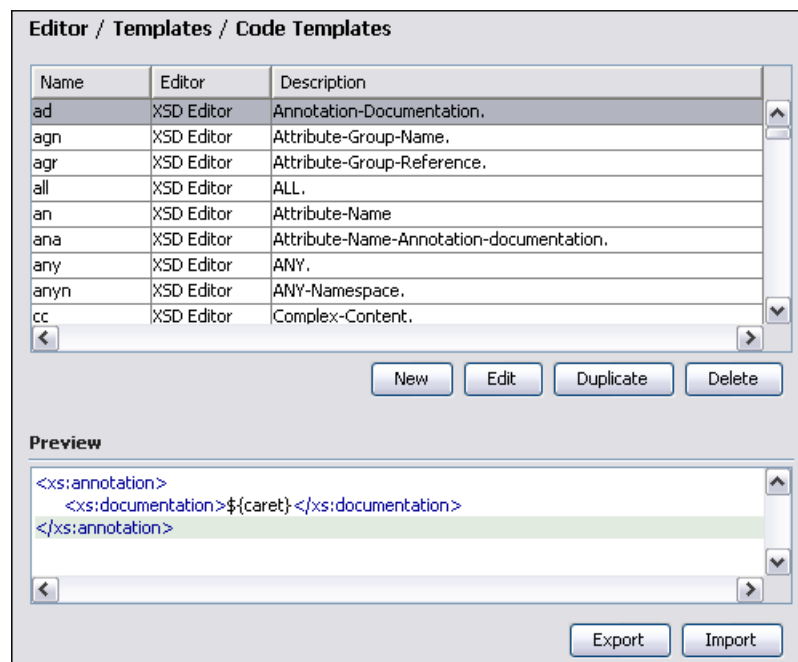 Editor / Templates / Code Templates
Name Editor Description
ad XSD Editor Annotation-Documentation.
agn XSD Editor Attribute-Group-Name.
agr XSD Editor Attribute-Group-Reference.
all XSD Editor ALL.
an XSD Editor Attribute-Name
ana XSD Editor Attribute-Name-Annotation-documentation.
any XSD Editor ANY.
anyn XSD Editor ANY-Namespace.
cc XSD Editor Complex-Content.
New Edit Duplicate Delete
Preview
<xs:annotation>
<xs:documentation>${caret}</xs:documentation>
</xs:annotation>
Export Import